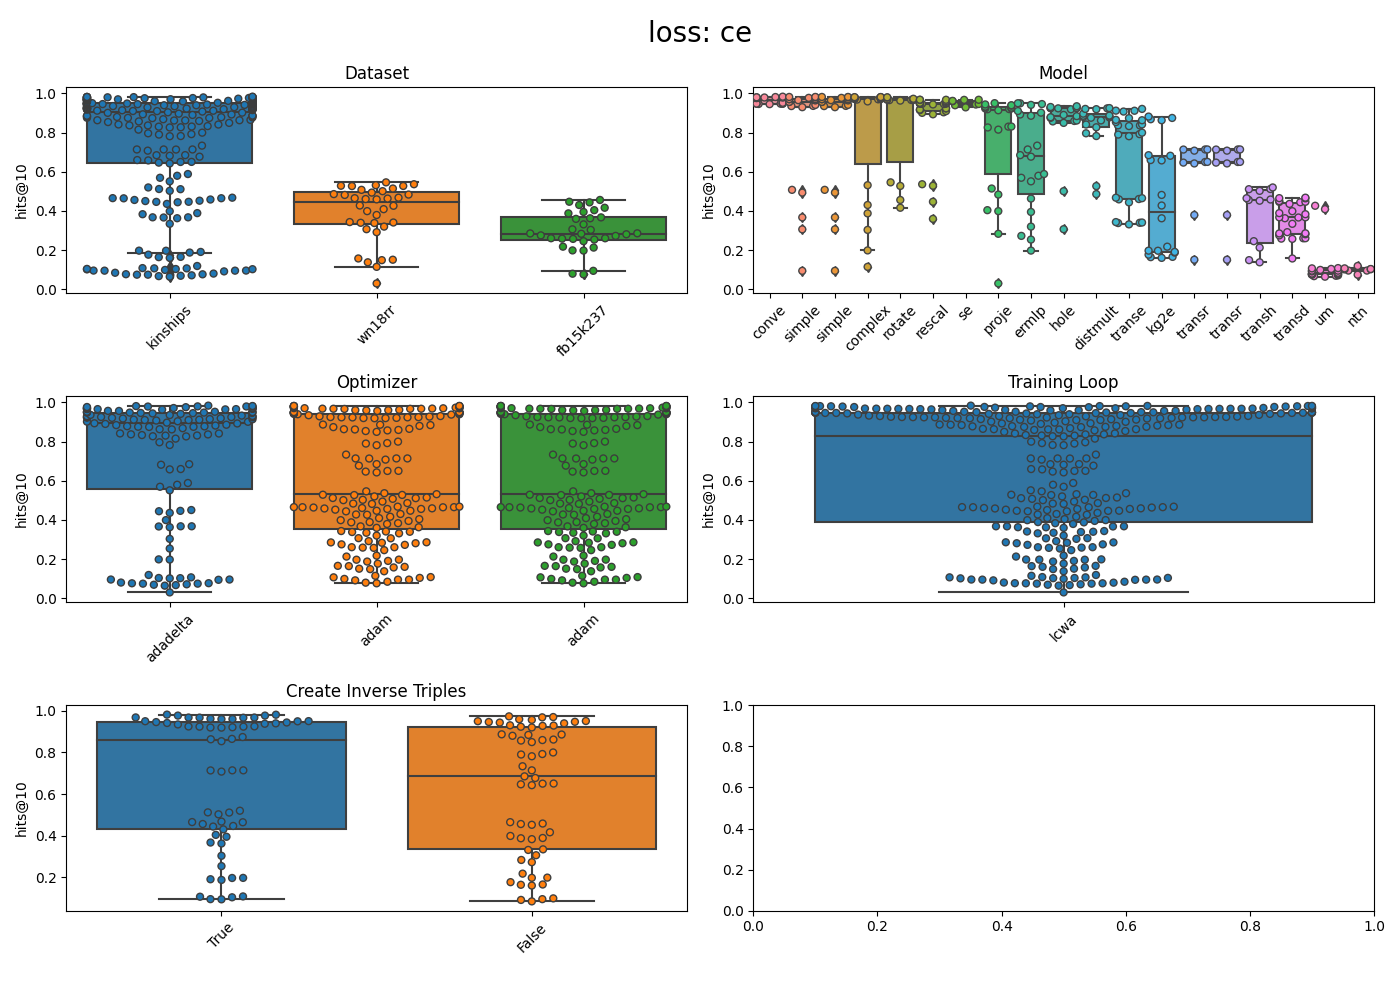 loss: ce
Dataset
hits@10
1.0
0.8
0.6
0.4
0.2
0.0
kinships
wn18rr
fb15k237
Model
hits@10
1.0
0.8
0.6
0.4
0.2
0.0
conve
simple
simple
complex
rotate
rescal
se
proje
ermlp
hole
distmult
transe
kg2e
transr
transr
transh
transd
um
ntn
Optimizer
hits@10
1.0
0.8
0.6
0.4
0.2
0.0
adadelta
adam
adam
Training Loop
hits@10
1.0
0.8
0.6
0.4
0.2
0.0
lcwa
Create Inverse Triples
hits@10
1.0
0.8
0.6
0.4
0.2
True
False
1.0
0.8
0.6
0.4
0.2
0.0
0.0 0.2 0.4 0.6 0.8 1.0